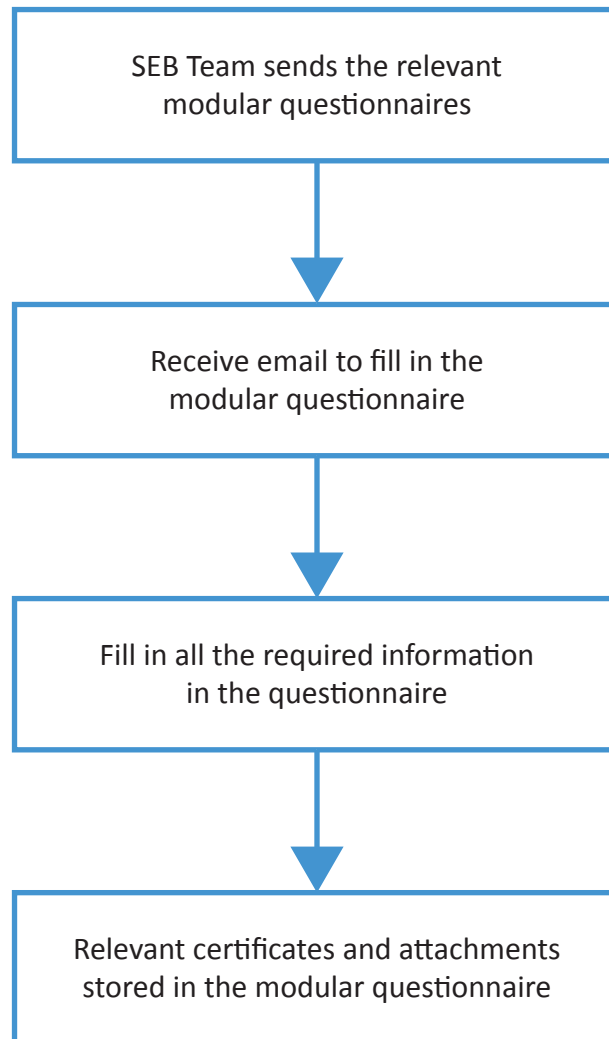 SEB Team sends the relevant
modular questionnaires
Receive email to fill in the
modular questionnaire
Fill in all the required information
in the questionnaire
Relevant certificates and attachments
stored in the modular questionnaire